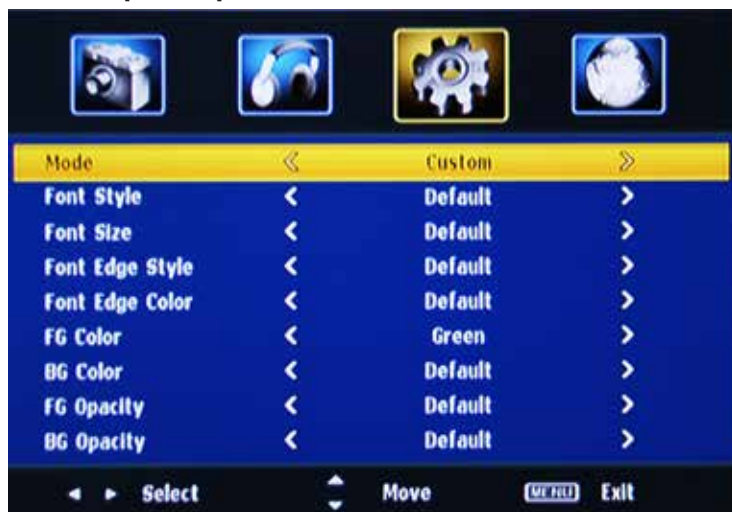 Mode Custom
Font Style Default
Font Size Default
Font Edge Style Default
Font Edge Color Default
FG Color Green
BG Color Default
FG Opacity Default
BG Opacity Default
Select Move MENU Exit